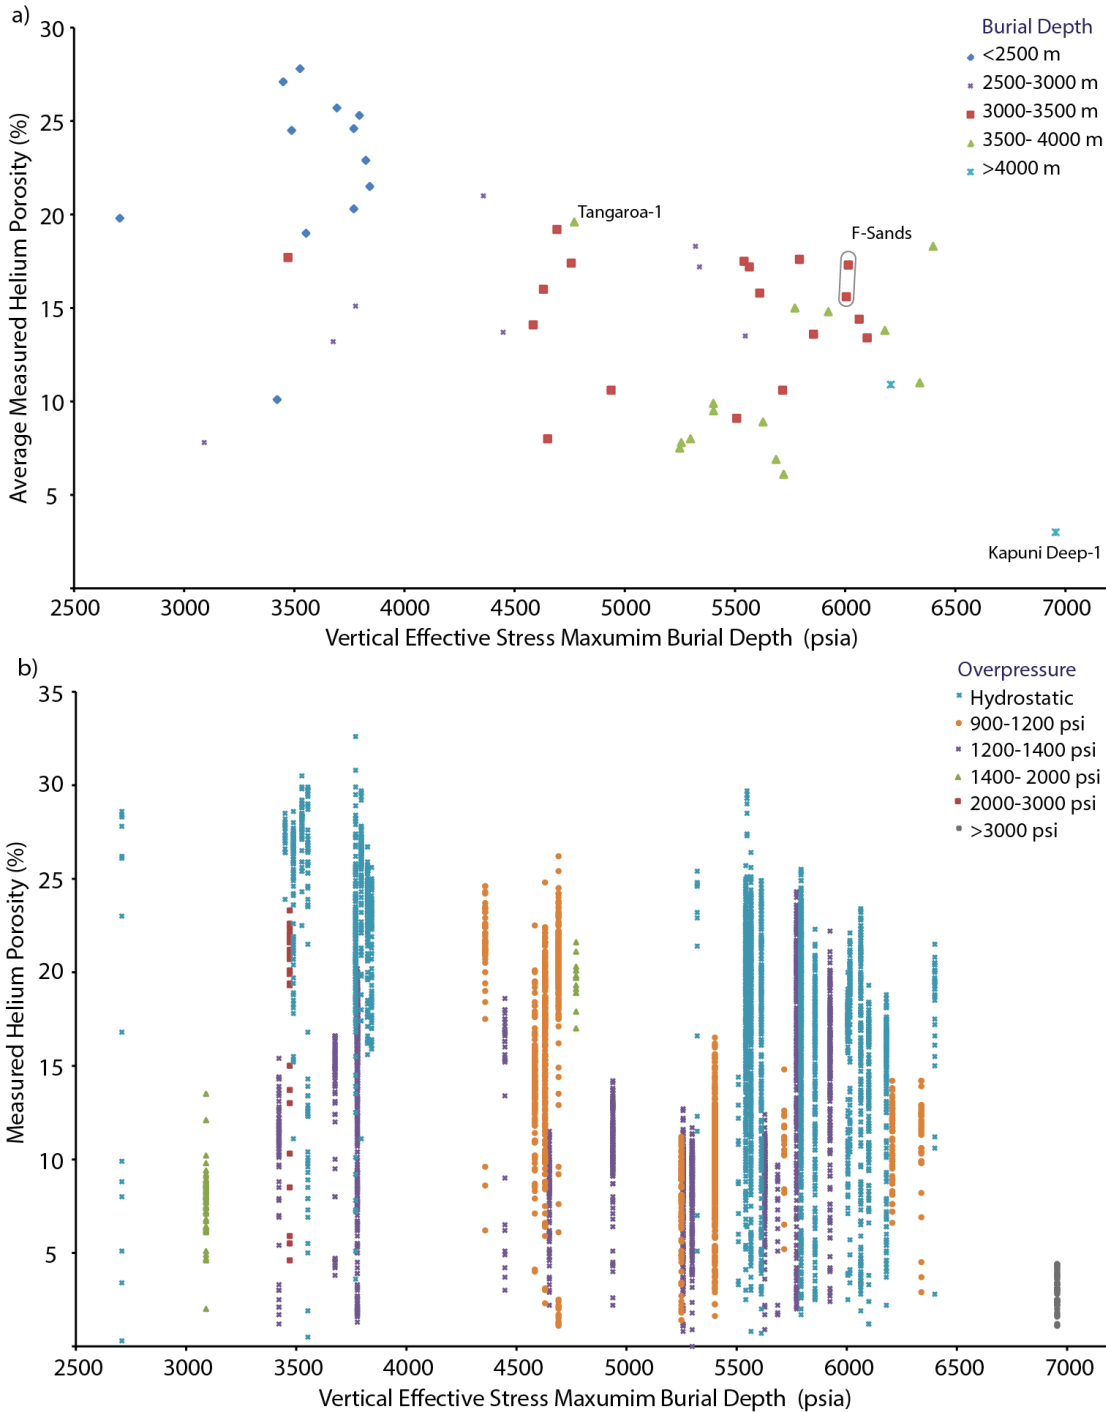 a)
30
25
20
15
10
5
Average Measured Helium Porosity (%)
Burial Depth
<2500 m
2500-3000 m
3000-3500 m
3500- 4000 m
>4000 m
Tangaroa-1
F-Sands
Kapuni Deep-1
2500 3000 3500 4000 4500 5000 5500 6000 6500 7000
Vertical Effective Stress Maxumim Burial Depth (psia)
b)
35
30
25
20
15
10
5
Measured Helium Porosity (%)
Overpressure
Hydrostatic
900-1200 psi
1200-1400 psi
1400- 2000 psi
2000-3000 psi
>3000 psi
2500 3000 3500 4000 4500 5000 5500 6000 6500 7000
Vertical Effective Stress Maxumim Burial Depth (psia)